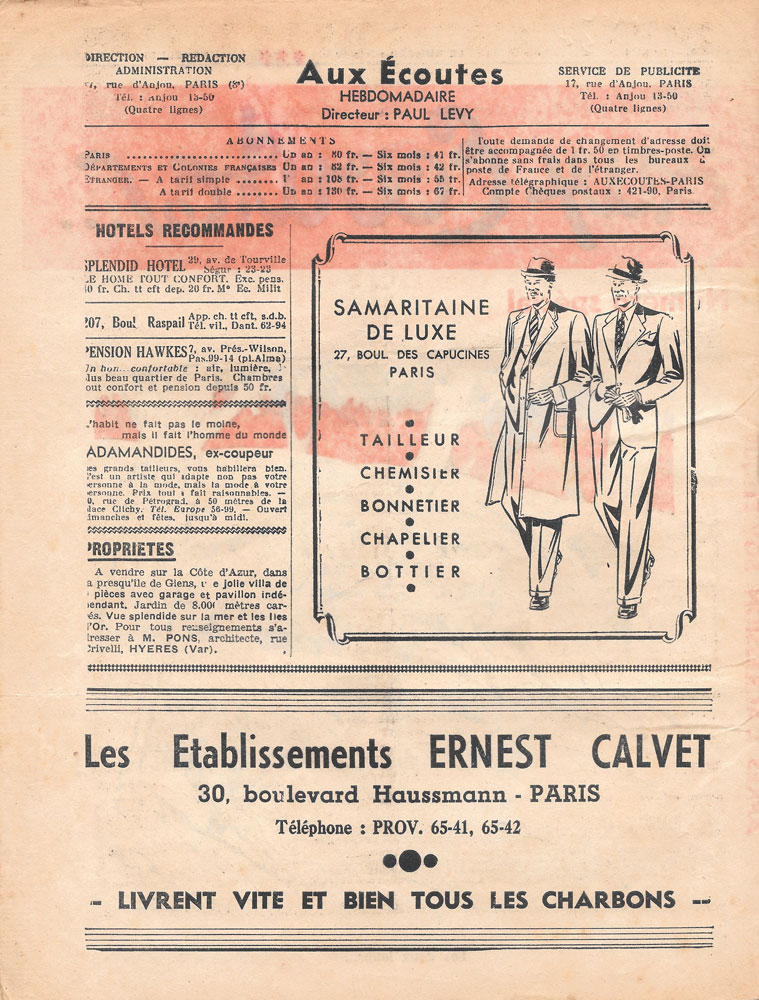 DIRECTION — REDACTION
ADMINISTRATION
rue d'Anjou, PARIS (8e)
Tél. : Anjou 13-50
(Quatre lignes)
Aux Écoutes
HEBDOMADAIRE
Directeur : PAUL LEVY
SERVICE DE PUBLICITE
17, rue d'Anjou, PARIS
Tél. : Anjou 13-50
(Quatre lignes)
ABONNEMENTS
PARIS ........................... Un an : 80 fr. — Six mois : 41 fr.
DÉPARTEMENTS ET COLONIES FRANÇAISES Un an : 82 fr. — Six mois : 42 fr.
ETRANGER. — A tarif simple ........ an : 108 fr. — Six mois : 55 fr.
A tarif double ........ Un an : 130 fr. — Six mois : 67 fr.
Toute demande de changement d'adresse doit
être accompagnée de 1 fr. 50 en timbres-poste. On
s'abonne sans frais dans tous les bureaux
poste de France et de l'étranger.
Adresse télégraphique : AUXECOUTES-PARIS
Compte Chèques postaux : 421-90, Paris.
HOTELS RECOMMANDES
SPLENDID HOTEL 29, av. de Tourville
Ségur : 23-23
LE HOME TOUT CONFORT. Exc. pens.
fr. Ch. tt cft dep. 20 fr. Mo Ec. Milit
207, Boul. Raspail App. ch. tt cft, s.d.b.
Tél. vil., Dant. 62-94
PENSION HAWKES 7, av. Prés.-Wilson,
Pas. 99-14 (pl. Alma)
confortable : air, lumière,
plus beau quartier de Paris. Chambres
tout confort et pension depuis 50 fr.
L'habit ne fait pas le moine,
mais il fait l'homme du monde
ADAMANDIDES, ex-coupeur
des grands tailleurs, vous habillera bien.
C'est un artiste qui adapte non pas votre
personne à la mode, mais la mode à votre
personne. Prix tout à fait raisonnables. —
rue de Pétrograd, à 50 mètres de la
place Clichy. Tél. Europe 56-99. — Ouvert
dimanches et fêtes, jusqu'à midi.
PROPRIETES
A vendre sur la Côte d'Azur, dans
la presqu'île de Giens, une jolie villa de
pièces avec garage et pavillon indé-
pendant. Jardin de 8.000 mètres car-
rés. Vue splendide sur la mer et les Iles
d'Or. Pour tous renseignements s'a-
dresser à M. PONS, architecte, rue
Crivelli, HYERES (Var).
SAMARITAINE
DE LUXE
27, BOUL. DES CAPUCINES
PARIS
TAILLEUR
CHEMISIER
BONNETIER
CHAPELIER
BOTTIER
Les Etablissements ERNEST CALVET
30, boulevard Haussmann - PARIS
Téléphone : PROV. 65-41, 65-42
-- LIVRENT VITE ET BIEN TOUS LES CHARBONS --